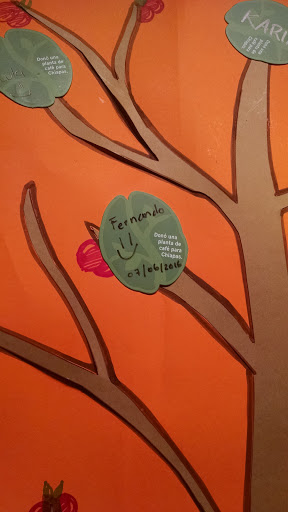 KARI
Donó una
planta de
café para
Chiapas.
Fernando
Donó una
planta de
café para
Chiapas.
07/06/2016